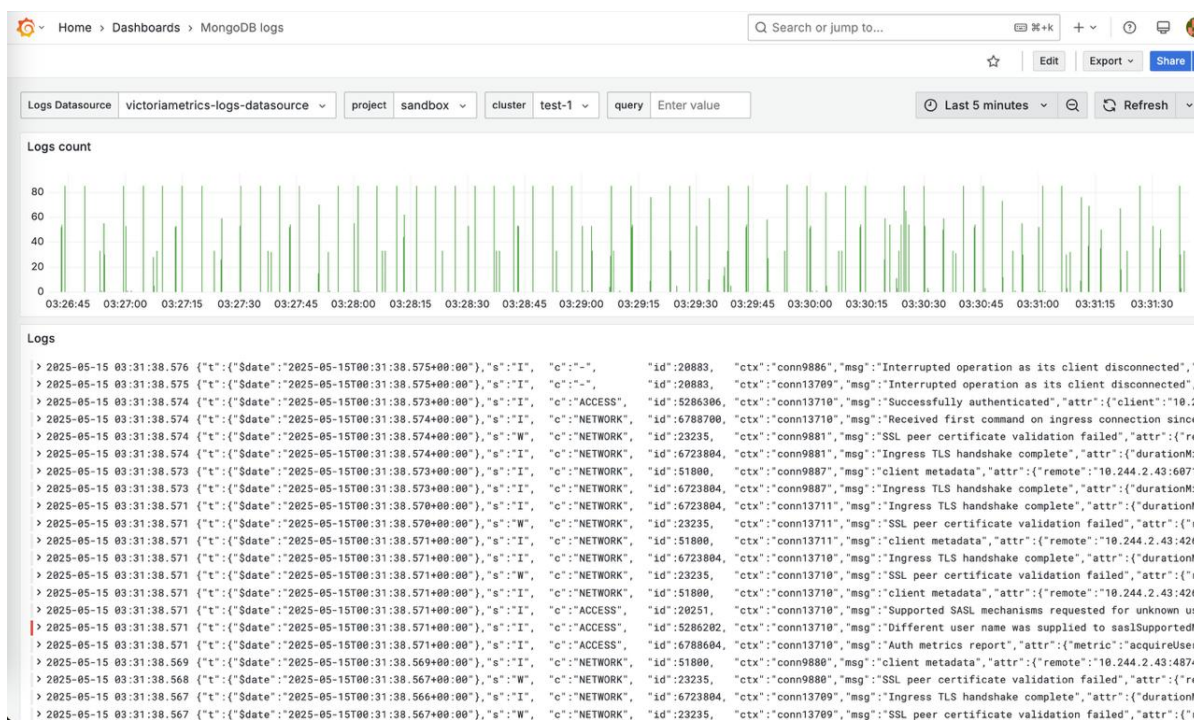 Home > Dashboards > MongoDB logs
Search or jump to...
⌘+k
Edit
Export
Share
Logs Datasource victoriametrics-logs-datasource
project sandbox
cluster test-1
query Enter value
Last 5 minutes
Refresh
Logs count
80
60
40
20
0
03:26:45 03:27:00 03:27:15 03:27:30 03:27:45 03:28:00 03:28:15 03:28:30 03:28:45 03:29:00 03:29:15 03:29:30 03:29:45 03:30:00 03:30:15 03:30:30 03:30:45 03:31:00 03:31:15 03:31:30
Logs
> 2025-05-15 03:31:38.576 {"t":{"$date":"2025-05-15T00:31:38.575+00:00"},"s":"I", "c":"-", "id":20883, "ctx":"conn9886","msg":"Interrupted operation as its client disconnected","
> 2025-05-15 03:31:38.575 {"t":{"$date":"2025-05-15T00:31:38.575+00:00"},"s":"I", "c":"-", "id":20883, "ctx":"conn13709","msg":"Interrupted operation as its client disconnected"
> 2025-05-15 03:31:38.574 {"t":{"$date":"2025-05-15T00:31:38.573+00:00"},"s":"I", "c":"ACCESS", "id":5286306, "ctx":"conn13710","msg":"Successfully authenticated","attr":{"client":"10.2
> 2025-05-15 03:31:38.574 {"t":{"$date":"2025-05-15T00:31:38.574+00:00"},"s":"I", "c":"NETWORK", "id":6788700, "ctx":"conn13710","msg":"Received first command on ingress connection since
> 2025-05-15 03:31:38.574 {"t":{"$date":"2025-05-15T00:31:38.574+00:00"},"s":"W", "c":"NETWORK", "id":23235, "ctx":"conn9881","msg":"SSL peer certificate validation failed","attr":{"re
> 2025-05-15 03:31:38.574 {"t":{"$date":"2025-05-15T00:31:38.574+00:00"},"s":"I", "c":"NETWORK", "id":6723804, "ctx":"conn9881","msg":"Ingress TLS handshake complete","attr":{"durationMi
> 2025-05-15 03:31:38.573 {"t":{"$date":"2025-05-15T00:31:38.573+00:00"},"s":"I", "c":"NETWORK", "id":51800, "ctx":"conn9887","msg":"client metadata","attr":{"remote":"10.244.2.43:607
> 2025-05-15 03:31:38.573 {"t":{"$date":"2025-05-15T00:31:38.573+00:00"},"s":"I", "c":"NETWORK", "id":6723804, "ctx":"conn9887","msg":"Ingress TLS handshake complete","attr":{"durationMi
> 2025-05-15 03:31:38.571 {"t":{"$date":"2025-05-15T00:31:38.570+00:00"},"s":"I", "c":"NETWORK", "id":6723804, "ctx":"conn13711","msg":"Ingress TLS handshake complete","attr":{"duration
> 2025-05-15 03:31:38.571 {"t":{"$date":"2025-05-15T00:31:38.570+00:00"},"s":"W", "c":"NETWORK", "id":23235, "ctx":"conn13711","msg":"SSL peer certificate validation failed","attr":{"
> 2025-05-15 03:31:38.571 {"t":{"$date":"2025-05-15T00:31:38.571+00:00"},"s":"I", "c":"NETWORK", "id":51800, "ctx":"conn13711","msg":"client metadata","attr":{"remote":"10.244.2.43:426
> 2025-05-15 03:31:38.571 {"t":{"$date":"2025-05-15T00:31:38.571+00:00"},"s":"I", "c":"NETWORK", "id":6723804, "ctx":"conn13710","msg":"Ingress TLS handshake complete","attr":{"duration
> 2025-05-15 03:31:38.571 {"t":{"$date":"2025-05-15T00:31:38.571+00:00"},"s":"W", "c":"NETWORK", "id":23235, "ctx":"conn13710","msg":"SSL peer certificate validation failed","attr":{"
> 2025-05-15 03:31:38.571 {"t":{"$date":"2025-05-15T00:31:38.571+00:00"},"s":"I", "c":"NETWORK", "id":51800, "ctx":"conn13710","msg":"client metadata","attr":{"remote":"10.244.2.43:426
> 2025-05-15 03:31:38.571 {"t":{"$date":"2025-05-15T00:31:38.571+00:00"},"s":"I", "c":"ACCESS", "id":20251, "ctx":"conn13710","msg":"Supported SASL mechanisms requested for unknown us
> 2025-05-15 03:31:38.571 {"t":{"$date":"2025-05-15T00:31:38.571+00:00"},"s":"I", "c":"ACCESS", "id":5286202, "ctx":"conn13710","msg":"Different user name was supplied to saslSupported
> 2025-05-15 03:31:38.571 {"t":{"$date":"2025-05-15T00:31:38.571+00:00"},"s":"I", "c":"ACCESS", "id":6788604, "ctx":"conn13710","msg":"Auth metrics report","attr":{"metric":"acquireUser
> 2025-05-15 03:31:38.569 {"t":{"$date":"2025-05-15T00:31:38.569+00:00"},"s":"I", "c":"NETWORK", "id":51800, "ctx":"conn9880","msg":"client metadata","attr":{"remote":"10.244.2.43:487
> 2025-05-15 03:31:38.568 {"t":{"$date":"2025-05-15T00:31:38.567+00:00"},"s":"W", "c":"NETWORK", "id":23235, "ctx":"conn9880","msg":"SSL peer certificate validation failed","attr":{"re
> 2025-05-15 03:31:38.567 {"t":{"$date":"2025-05-15T00:31:38.566+00:00"},"s":"I", "c":"NETWORK", "id":6723804, "ctx":"conn13709","msg":"Ingress TLS handshake complete","attr":{"duration
> 2025-05-15 03:31:38.567 {"t":{"$date":"2025-05-15T00:31:38.567+00:00"},"s":"W", "c":"NETWORK", "id":23235, "ctx":"conn13709","msg":"SSL peer certificate validation failed","attr":{"